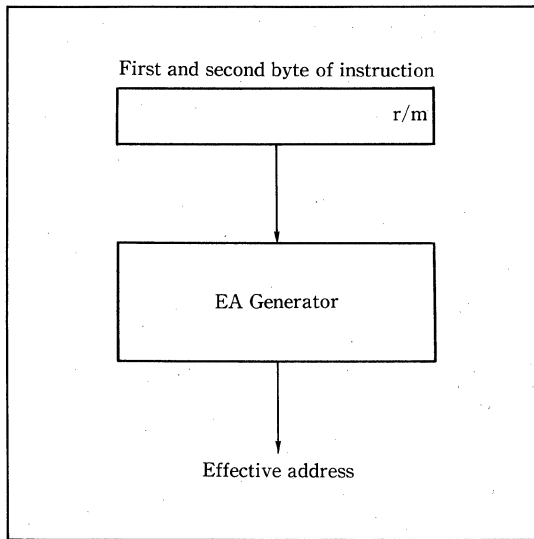 First and second byte of instruction
r/m
EA Generator
Effective address